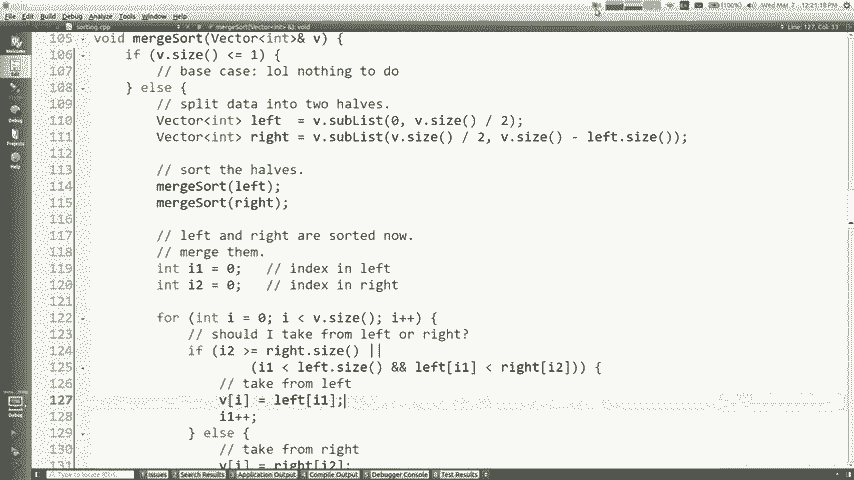 File Edit Build Debug Analyze Tools Window Help
(100%) Wed Mar 7 12:21:18 PM
sorting.cpp mergeSort(Vector<int> &): void Line: 127, Col: 33
Welcome
Edit
Debug
Projects
Help
105 void mergeSort(Vector<int>& v) {
106 if (v.size() <= 1) {
107 // base case: lol nothing to do
108 } else {
109 // split data into two halves.
110 Vector<int> left = v.subList(0, v.size() / 2);
111 Vector<int> right = v.subList(v.size() / 2, v.size() - left.size());
112
113 // sort the halves.
114 mergeSort(left);
115 mergeSort(right);
116
117 // left and right are sorted now.
118 // merge them.
119 int i1 = 0; // index in left
120 int i2 = 0; // index in right
121
122 for (int i = 0; i < v.size(); i++) {
123 // should I take from left or right?
124 if (i2 >= right.size() ||
125 (i1 < left.size() && left[i1] < right[i2])) {
126 // take from left
127 v[i] = left[i1];
128 i1++;
129 } else {
130 // take from right
131 v[i] = right[i2];
Debug
Type to locate 1 Issues 2 Search Results 3 Application Output 4 Compile Output 5 Debugger Console 8 Test Results